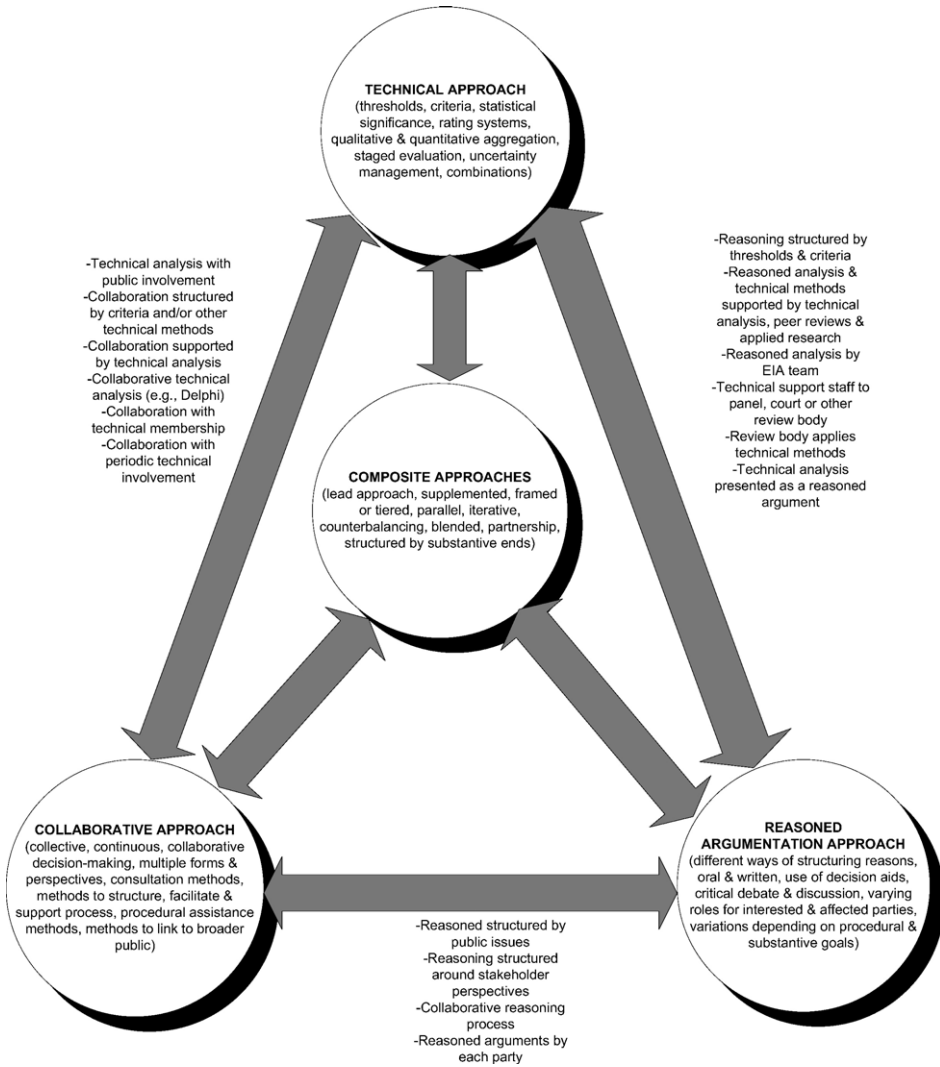 TECHNICAL APPROACH
(thresholds, criteria, statistical
significance, rating systems,
qualitative & quantitative aggregation,
staged evaluation, uncertainty
management, combinations)
-Technical analysis with
public involvement
-Collaboration structured
by criteria and/or other
technical methods
-Collaboration supported
by technical analysis
-Collaborative technical
analysis (e.g., Delphi)
-Collaboration with
technical membership
-Collaboration with
periodic technical
involvement
-Reasoning structured by
thresholds & criteria
-Reasoned analysis &
technical methods
supported by technical
analysis, peer reviews &
applied research
-Reasoned analysis by
EIA team
-Technical support staff to
panel, court or other
review body
-Review body applies
technical methods
-Technical analysis
presented as a reasoned
argument
COMPOSITE APPROACHES
(lead approach, supplemented, framed
or tiered, parallel, iterative,
counterbalancing, blended, partnership,
structured by substantive ends)
COLLABORATIVE APPROACH
(collective, continuous, collaborative
decision-making, multiple forms &
perspectives, consultation methods,
methods to structure, facilitate &
support process, procedural assistance
methods, methods to link to broader
public)
REASONED
ARGUMENTATION APPROACH
(different ways of structuring reasons,
oral & written, use of decision aids,
critical debate & discussion, varying
roles for interested & affected parties,
variations depending on procedural &
substantive goals)
-Reasoned structured by
public issues
-Reasoning structured
around stakeholder
perspectives
-Collaborative reasoning
process
-Reasoned arguments by
each party